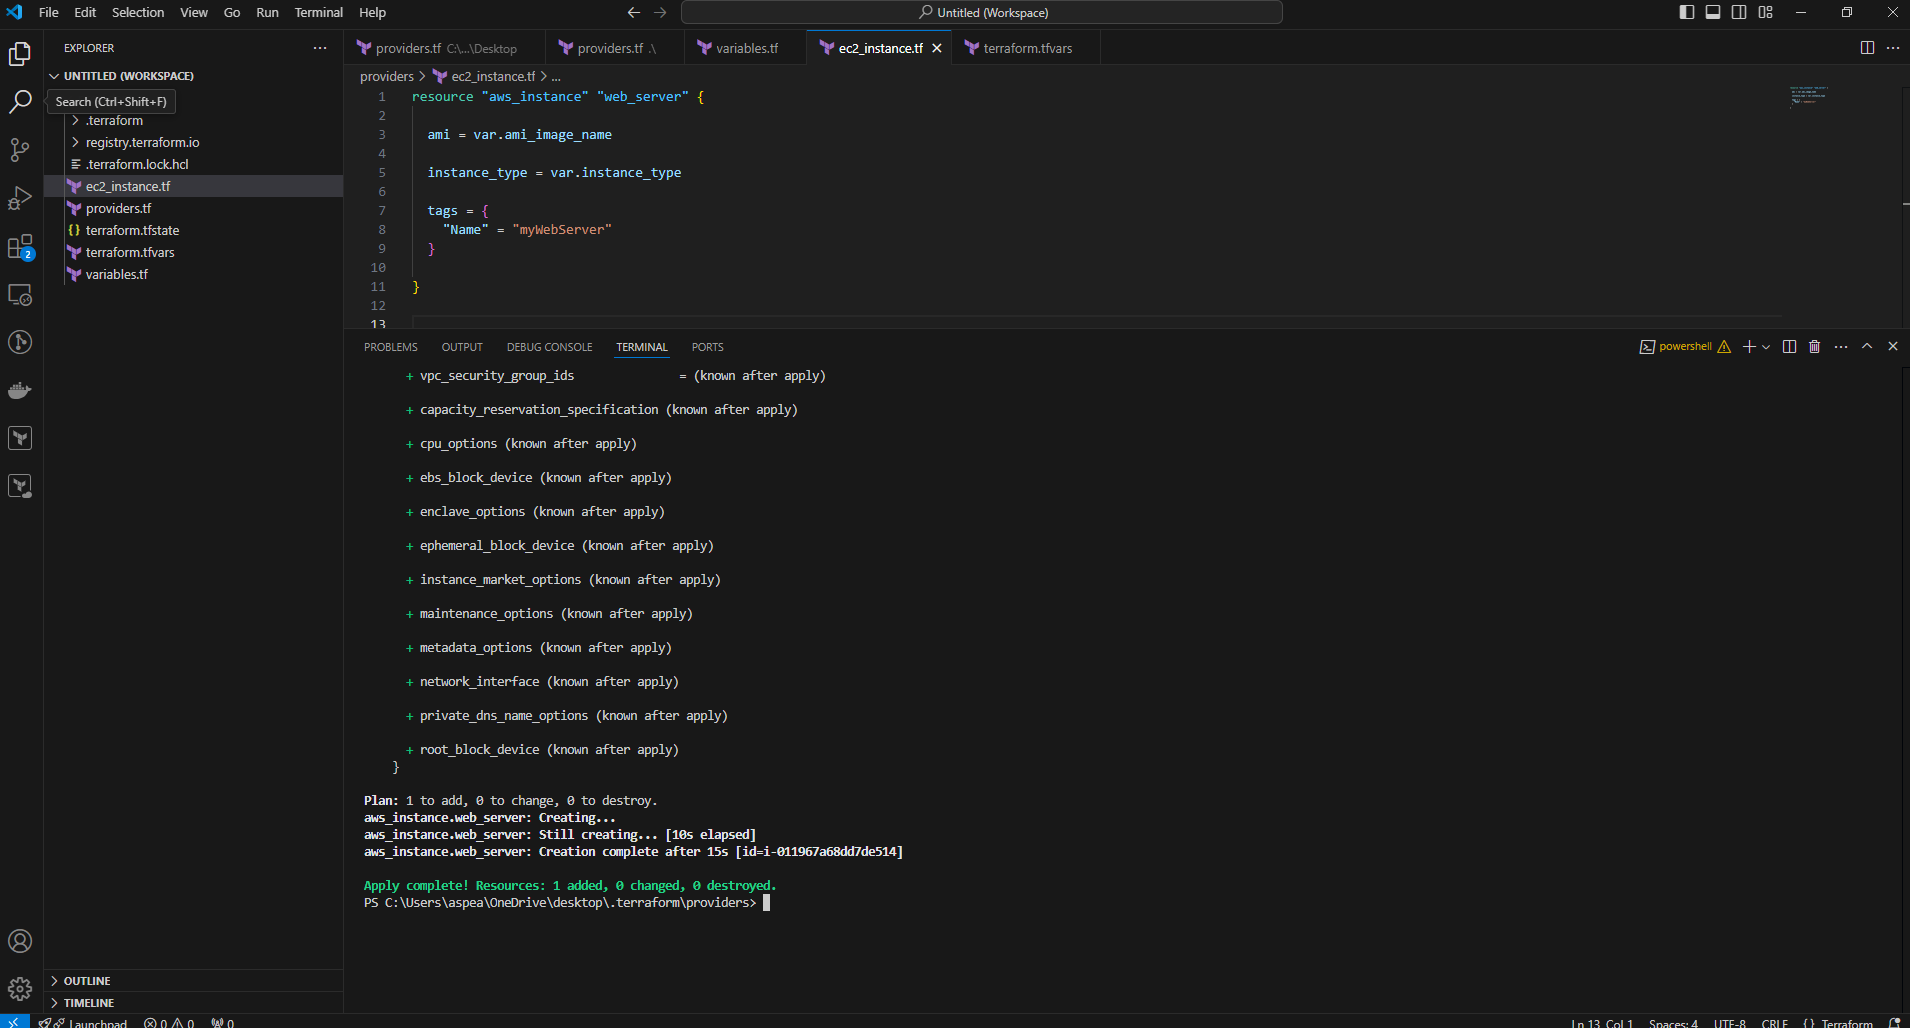 File Edit Selection View Go Run Terminal Help
Untitled (Workspace)
EXPLORER
UNTITLED (WORKSPACE)
Search (Ctrl+Shift+F)
.terraform
registry.terraform.io
.terraform.lock.hcl
ec2_instance.tf
providers.tf
terraform.tfstate
terraform.tfvars
variables.tf
2
OUTLINE
TIMELINE
providers.tf C:\...\Desktop
providers.tf .\
variables.tf
ec2_instance.tf
terraform.tfvars
providers > ec2_instance.tf > ...
1 resource "aws_instance" "web_server" {
2
3 ami = var.ami_image_name
4
5 instance_type = var.instance_type
6
7 tags = {
8 "Name" = "myWebServer"
9 }
10
11 }
12
13
PROBLEMS OUTPUT DEBUG CONSOLE TERMINAL PORTS
powershell
+ vpc_security_group_ids = (known after apply)
+ capacity_reservation_specification (known after apply)
+ cpu_options (known after apply)
+ ebs_block_device (known after apply)
+ enclave_options (known after apply)
+ ephemeral_block_device (known after apply)
+ instance_market_options (known after apply)
+ maintenance_options (known after apply)
+ metadata_options (known after apply)
+ network_interface (known after apply)
+ private_dns_name_options (known after apply)
+ root_block_device (known after apply)
}
Plan: 1 to add, 0 to change, 0 to destroy.
aws_instance.web_server: Creating...
aws_instance.web_server: Still creating... [10s elapsed]
aws_instance.web_server: Creation complete after 15s [id=i-011967a68dd7de514]
Apply complete! Resources: 1 added, 0 changed, 0 destroyed.
PS C:\Users\aspea\OneDrive\desktop\.terraform\providers>
Launchpad 0 0 0
Ln 13, Col 1 Spaces: 4 UTF-8 CRLF {} Terraform